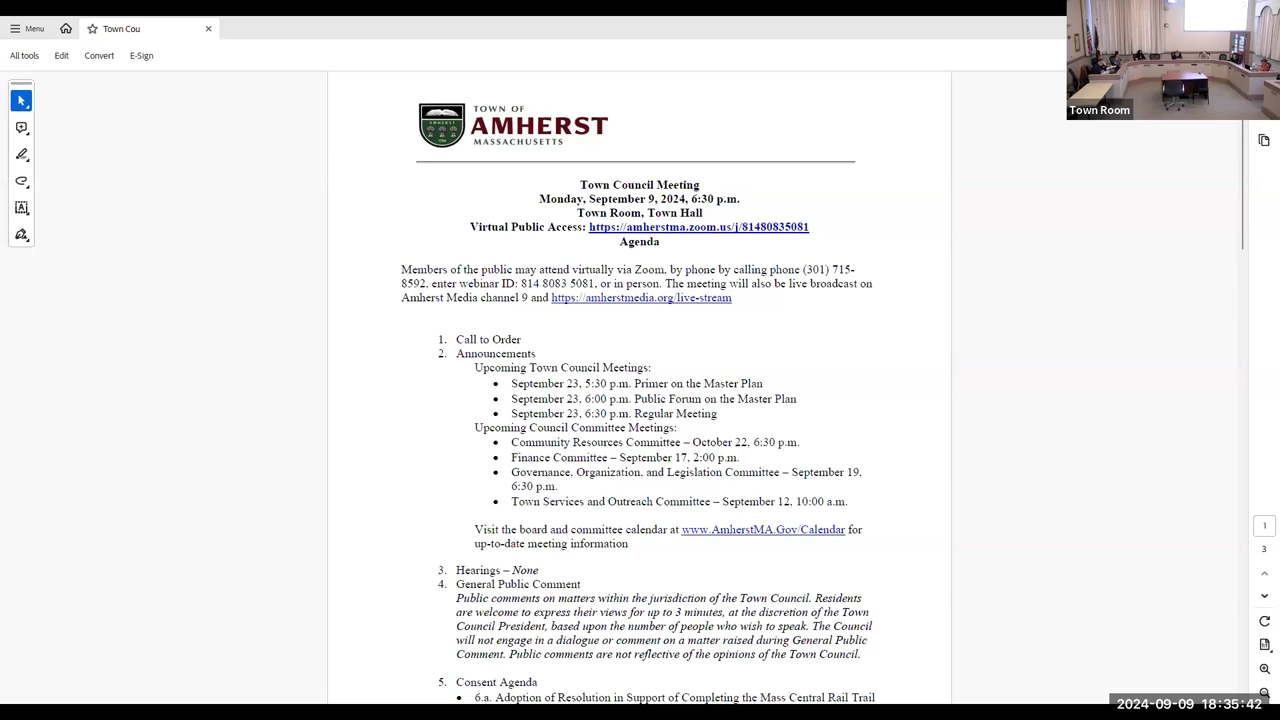 Menu
Town Cou
All tools
Edit
Convert
E-Sign
Town Room
TOWN OF
AMHERST
MASSACHUSETTS
Town Council Meeting
Monday, September 9, 2024, 6:30 p.m.
Town Room, Town Hall
Virtual Public Access: https://amherstma.zoom.us/j/81480835081
Agenda
Members of the public may attend virtually via Zoom, by phone by calling phone (301) 715-
8592, enter webinar ID: 814 8083 5081, or in person. The meeting will also be live broadcast on
Amherst Media channel 9 and https://amherstmedia.org/live-stream
1. Call to Order
2. Announcements
Upcoming Town Council Meetings:
• September 23, 5:30 p.m. Primer on the Master Plan
• September 23, 6:00 p.m. Public Forum on the Master Plan
• September 23, 6:30 p.m. Regular Meeting
Upcoming Council Committee Meetings:
• Community Resources Committee – October 22, 6:30 p.m.
• Finance Committee – September 17, 2:00 p.m.
• Governance, Organization, and Legislation Committee – September 19,
6:30 p.m.
• Town Services and Outreach Committee – September 12, 10:00 a.m.
Visit the board and committee calendar at www.AmherstMA.Gov/Calendar for
up-to-date meeting information
3. Hearings – None
4. General Public Comment
Public comments on matters within the jurisdiction of the Town Council. Residents
are welcome to express their views for up to 3 minutes, at the discretion of the Town
Council President, based upon the number of people who wish to speak. The Council
will not engage in a dialogue or comment on a matter raised during General Public
Comment. Public comments are not reflective of the opinions of the Town Council.
5. Consent Agenda
• 6.a. Adoption of Resolution in Support of Completing the Mass Central Rail Trail
1
3
2024-09-09 18:35:42